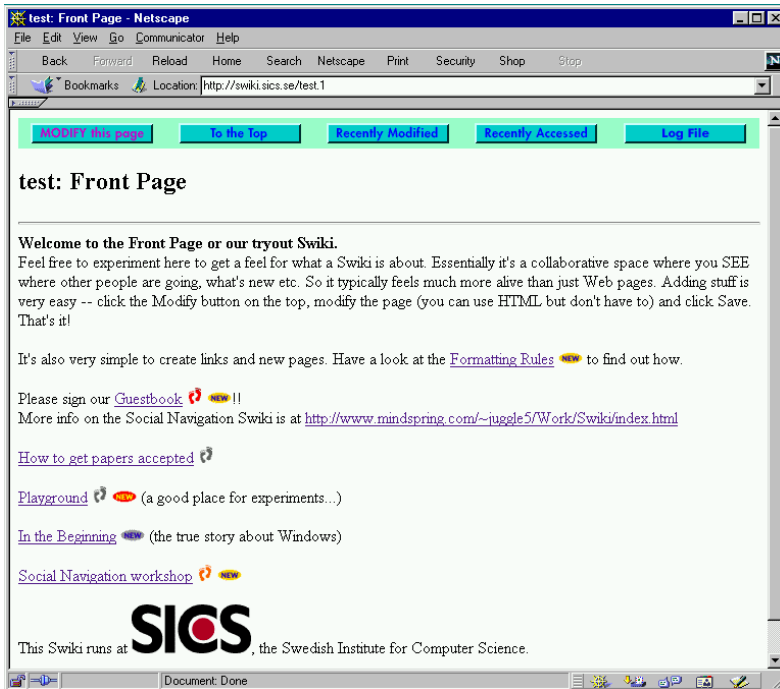 test: Front Page - Netscape
File Edit View Go Communicator Help
Back Forward Reload Home Search Netscape Print Security Shop Stop
N
Bookmarks Location: http://swiki.sics.se/test.1
MODIFY this page To the Top Recently Modified Recently Accessed Log File
test: Front Page
Welcome to the Front Page or our tryout Swiki.
Feel free to experiment here to get a feel for what a Swiki is about. Essentially it's a collaborative space where you SEE
where other people are going, what's new etc. So it typically feels much more alive than just Web pages. Adding stuff is
very easy -- click the Modify button on the top, modify the page (you can use HTML but don't have to) and click Save.
That's it!
It's also very simple to create links and new pages. Have a look at the Formatting Rules NEW to find out how.
Please sign our Guestbook NEW !!
More info on the Social Navigation Swiki is at http://www.mindspring.com/~juggle5/Work/Swiki/index.html
How to get papers accepted
Playground NEW (a good place for experiments...)
In the Beginning NEW (the true story about Windows)
Social Navigation workshop NEW
This Swiki runs at SICS, the Swedish Institute for Computer Science.
Document: Done